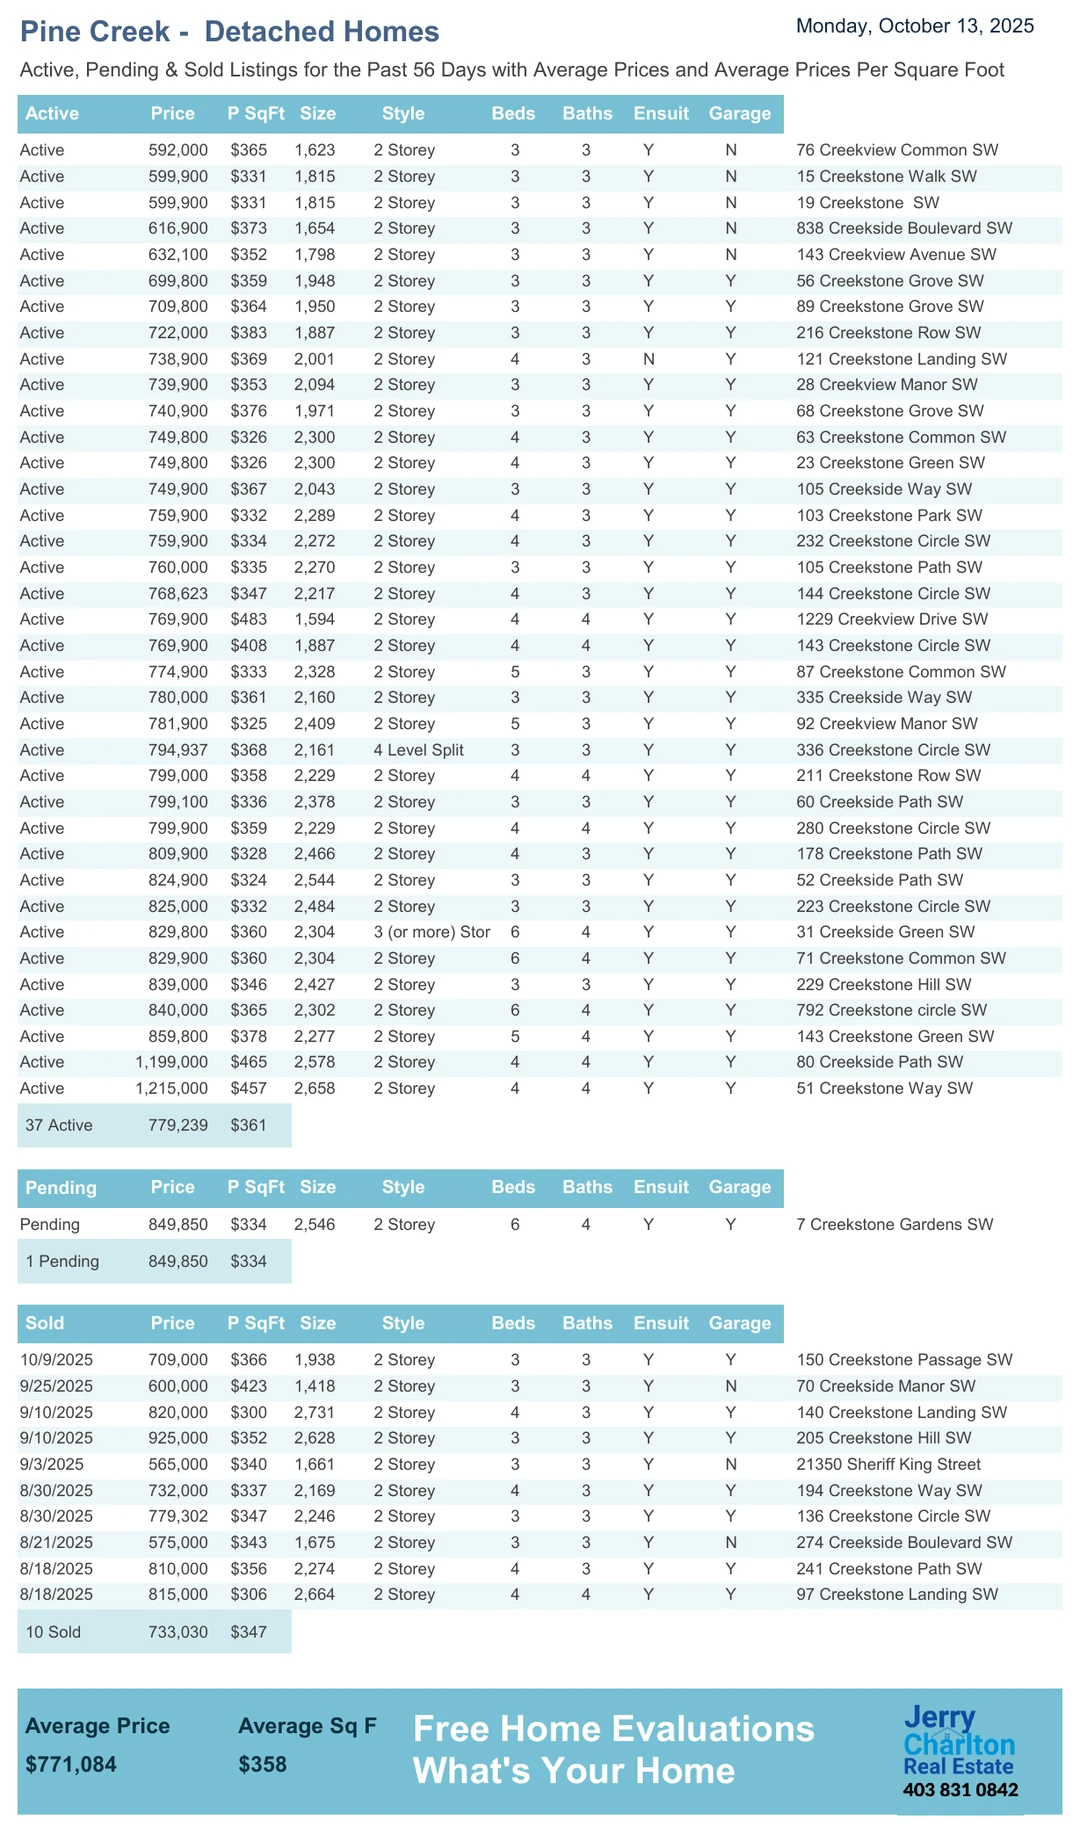 Pine Creek - Detached Homes
Monday, October 13, 2025
Active, Pending & Sold Listings for the Past 56 Days with Average Prices and Average Prices Per Square Foot
Active Price P SqFt Size Style Beds Baths Ensuit Garage
Active 592,000 $365 1,623 2 Storey 3 3 Y N 76 Creekview Common SW
Active 599,900 $331 1,815 2 Storey 3 3 Y N 15 Creekstone Walk SW
Active 599,900 $331 1,815 2 Storey 3 3 Y N 19 Creekstone SW
Active 616,900 $373 1,654 2 Storey 3 3 Y N 838 Creekside Boulevard SW
Active 632,100 $352 1,798 2 Storey 3 3 Y N 143 Creekview Avenue SW
Active 699,800 $359 1,948 2 Storey 3 3 Y Y 56 Creekstone Grove SW
Active 709,800 $364 1,950 2 Storey 3 3 Y Y 89 Creekstone Grove SW
Active 722,000 $383 1,887 2 Storey 3 3 Y Y 216 Creekstone Row SW
Active 738,900 $369 2,001 2 Storey 4 3 N Y 121 Creekstone Landing SW
Active 739,900 $353 2,094 2 Storey 3 3 Y Y 28 Creekview Manor SW
Active 740,900 $376 1,971 2 Storey 3 3 Y Y 68 Creekstone Grove SW
Active 749,800 $326 2,300 2 Storey 4 3 Y Y 63 Creekstone Common SW
Active 749,800 $326 2,300 2 Storey 4 3 Y Y 23 Creekstone Green SW
Active 749,900 $367 2,043 2 Storey 3 3 Y Y 105 Creekside Way SW
Active 759,900 $332 2,289 2 Storey 4 3 Y Y 103 Creekstone Park SW
Active 759,900 $334 2,272 2 Storey 4 3 Y Y 232 Creekstone Circle SW
Active 760,000 $335 2,270 2 Storey 3 3 Y Y 105 Creekstone Path SW
Active 768,623 $347 2,217 2 Storey 4 3 Y Y 144 Creekstone Circle SW
Active 769,900 $483 1,594 2 Storey 4 4 Y Y 1229 Creekview Drive SW
Active 769,900 $408 1,887 2 Storey 4 4 Y Y 143 Creekstone Circle SW
Active 774,900 $333 2,328 2 Storey 5 3 Y Y 87 Creekstone Common SW
Active 780,000 $361 2,160 2 Storey 3 3 Y Y 335 Creekside Way SW
Active 781,900 $325 2,409 2 Storey 5 3 Y Y 92 Creekview Manor SW
Active 794,937 $368 2,161 4 Level Split 3 3 Y Y 336 Creekstone Circle SW
Active 799,000 $358 2,229 2 Storey 4 4 Y Y 211 Creekstone Row SW
Active 799,100 $336 2,378 2 Storey 3 3 Y Y 60 Creekside Path SW
Active 799,900 $359 2,229 2 Storey 4 4 Y Y 280 Creekstone Circle SW
Active 809,900 $328 2,466 2 Storey 4 3 Y Y 178 Creekstone Path SW
Active 824,900 $324 2,544 2 Storey 3 3 Y Y 52 Creekside Path SW
Active 825,000 $332 2,484 2 Storey 3 3 Y Y 223 Creekstone Circle SW
Active 829,800 $360 2,304 3 (or more) Stor 6 4 Y Y 31 Creekside Green SW
Active 829,900 $360 2,304 2 Storey 6 4 Y Y 71 Creekstone Common SW
Active 839,000 $346 2,427 2 Storey 3 3 Y Y 229 Creekstone Hill SW
Active 840,000 $365 2,302 2 Storey 6 4 Y Y 792 Creekstone circle SW
Active 859,800 $378 2,277 2 Storey 5 4 Y Y 143 Creekstone Green SW
Active 1,199,000 $465 2,578 2 Storey 4 4 Y Y 80 Creekside Path SW
Active 1,215,000 $457 2,658 2 Storey 4 4 Y Y 51 Creekstone Way SW
37 Active 779,239 $361
Pending Price P SqFt Size Style Beds Baths Ensuit Garage
Pending 849,850 $334 2,546 2 Storey 6 4 Y Y 7 Creekstone Gardens SW
1 Pending 849,850 $334
Sold Price P SqFt Size Style Beds Baths Ensuit Garage
10/9/2025 709,000 $366 1,938 2 Storey 3 3 Y Y 150 Creekstone Passage SW
9/25/2025 600,000 $423 1,418 2 Storey 3 3 Y N 70 Creekside Manor SW
9/10/2025 820,000 $300 2,731 2 Storey 4 3 Y Y 140 Creekstone Landing SW
9/10/2025 925,000 $352 2,628 2 Storey 3 3 Y Y 205 Creekstone Hill SW
9/3/2025 565,000 $340 1,661 2 Storey 3 3 Y N 21350 Sheriff King Street
8/30/2025 732,000 $337 2,169 2 Storey 4 3 Y Y 194 Creekstone Way SW
8/30/2025 779,302 $347 2,246 2 Storey 3 3 Y Y 136 Creekstone Circle SW
8/21/2025 575,000 $343 1,675 2 Storey 3 3 Y N 274 Creekside Boulevard SW
8/18/2025 810,000 $356 2,274 2 Storey 4 3 Y Y 241 Creekstone Path SW
8/18/2025 815,000 $306 2,664 2 Storey 4 4 Y Y 97 Creekstone Landing SW
10 Sold 733,030 $347
Average Price Average Sq F
$771,084 $358
Free Home Evaluations
What's Your Home
Jerry
Charlton
Real Estate
403 831 0842